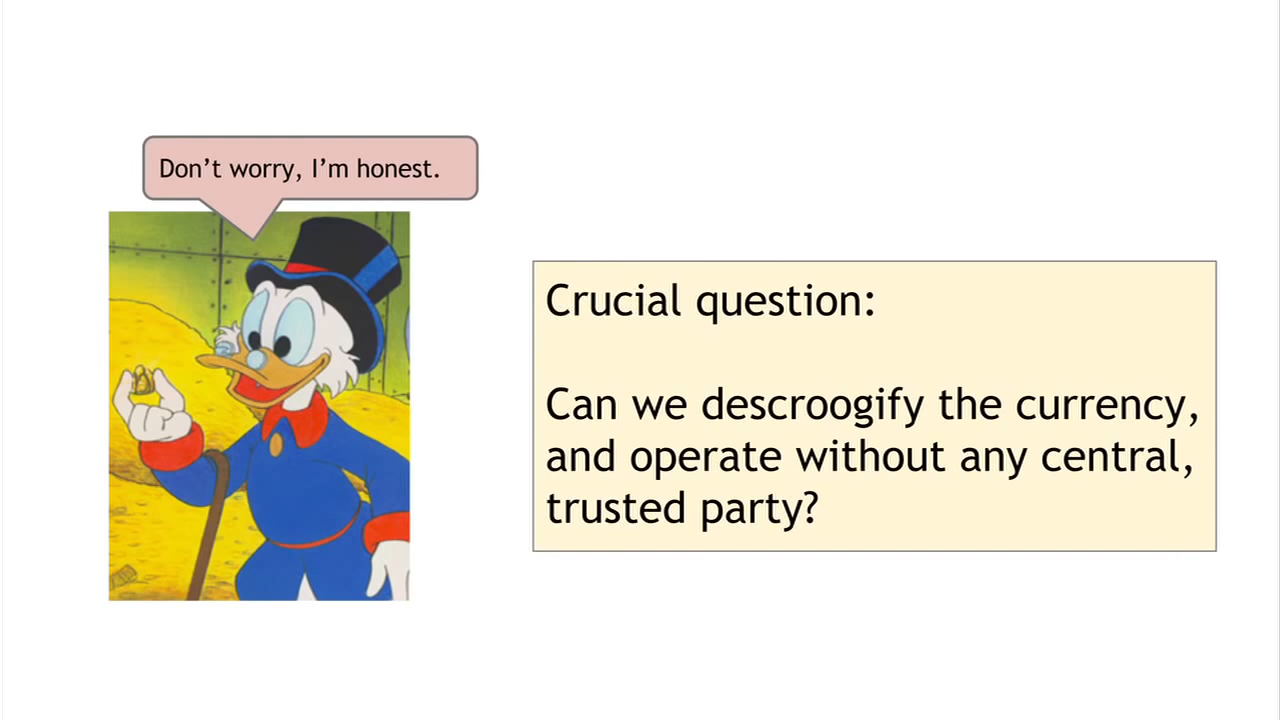 Don’t worry, I’m honest.
Crucial question:
Can we descroogify the currency,
and operate without any central,
trusted party?